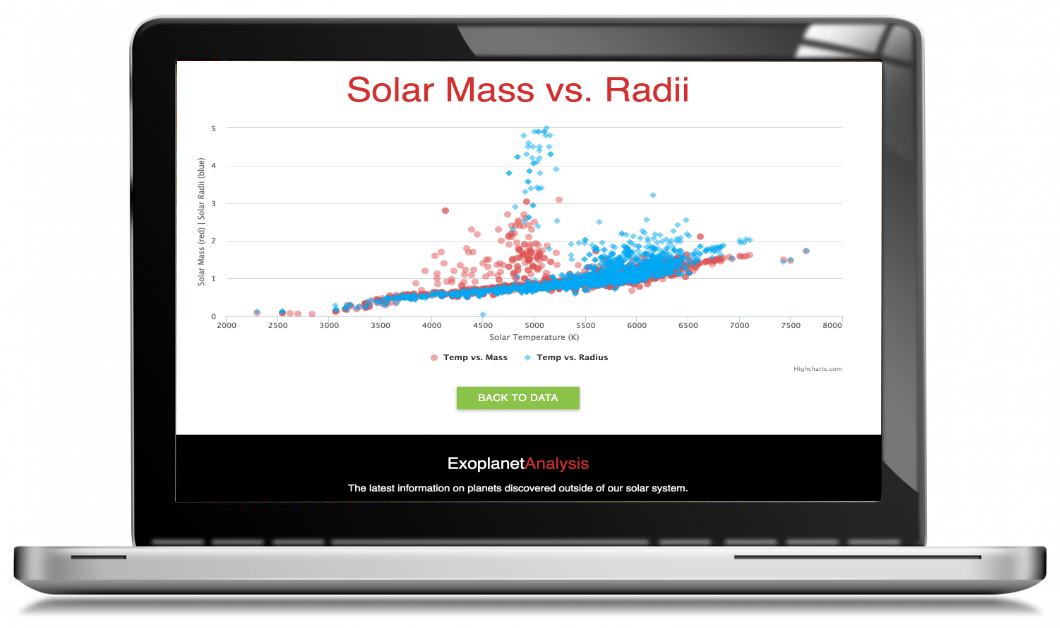 Solar Mass vs. Radii
Solar Mass (red) | Solar Radii (blue)
5
4
3
2
1
0
2000 2500 3000 3500 4000 4500 5000 5500 6000 6500 7000 7500 8000
Solar Temperature (K)
Temp vs. Mass Temp vs. Radius
Highcharts.com
BACK TO DATA
ExoplanetAnalysis
The latest information on planets discovered outside of our solar system.